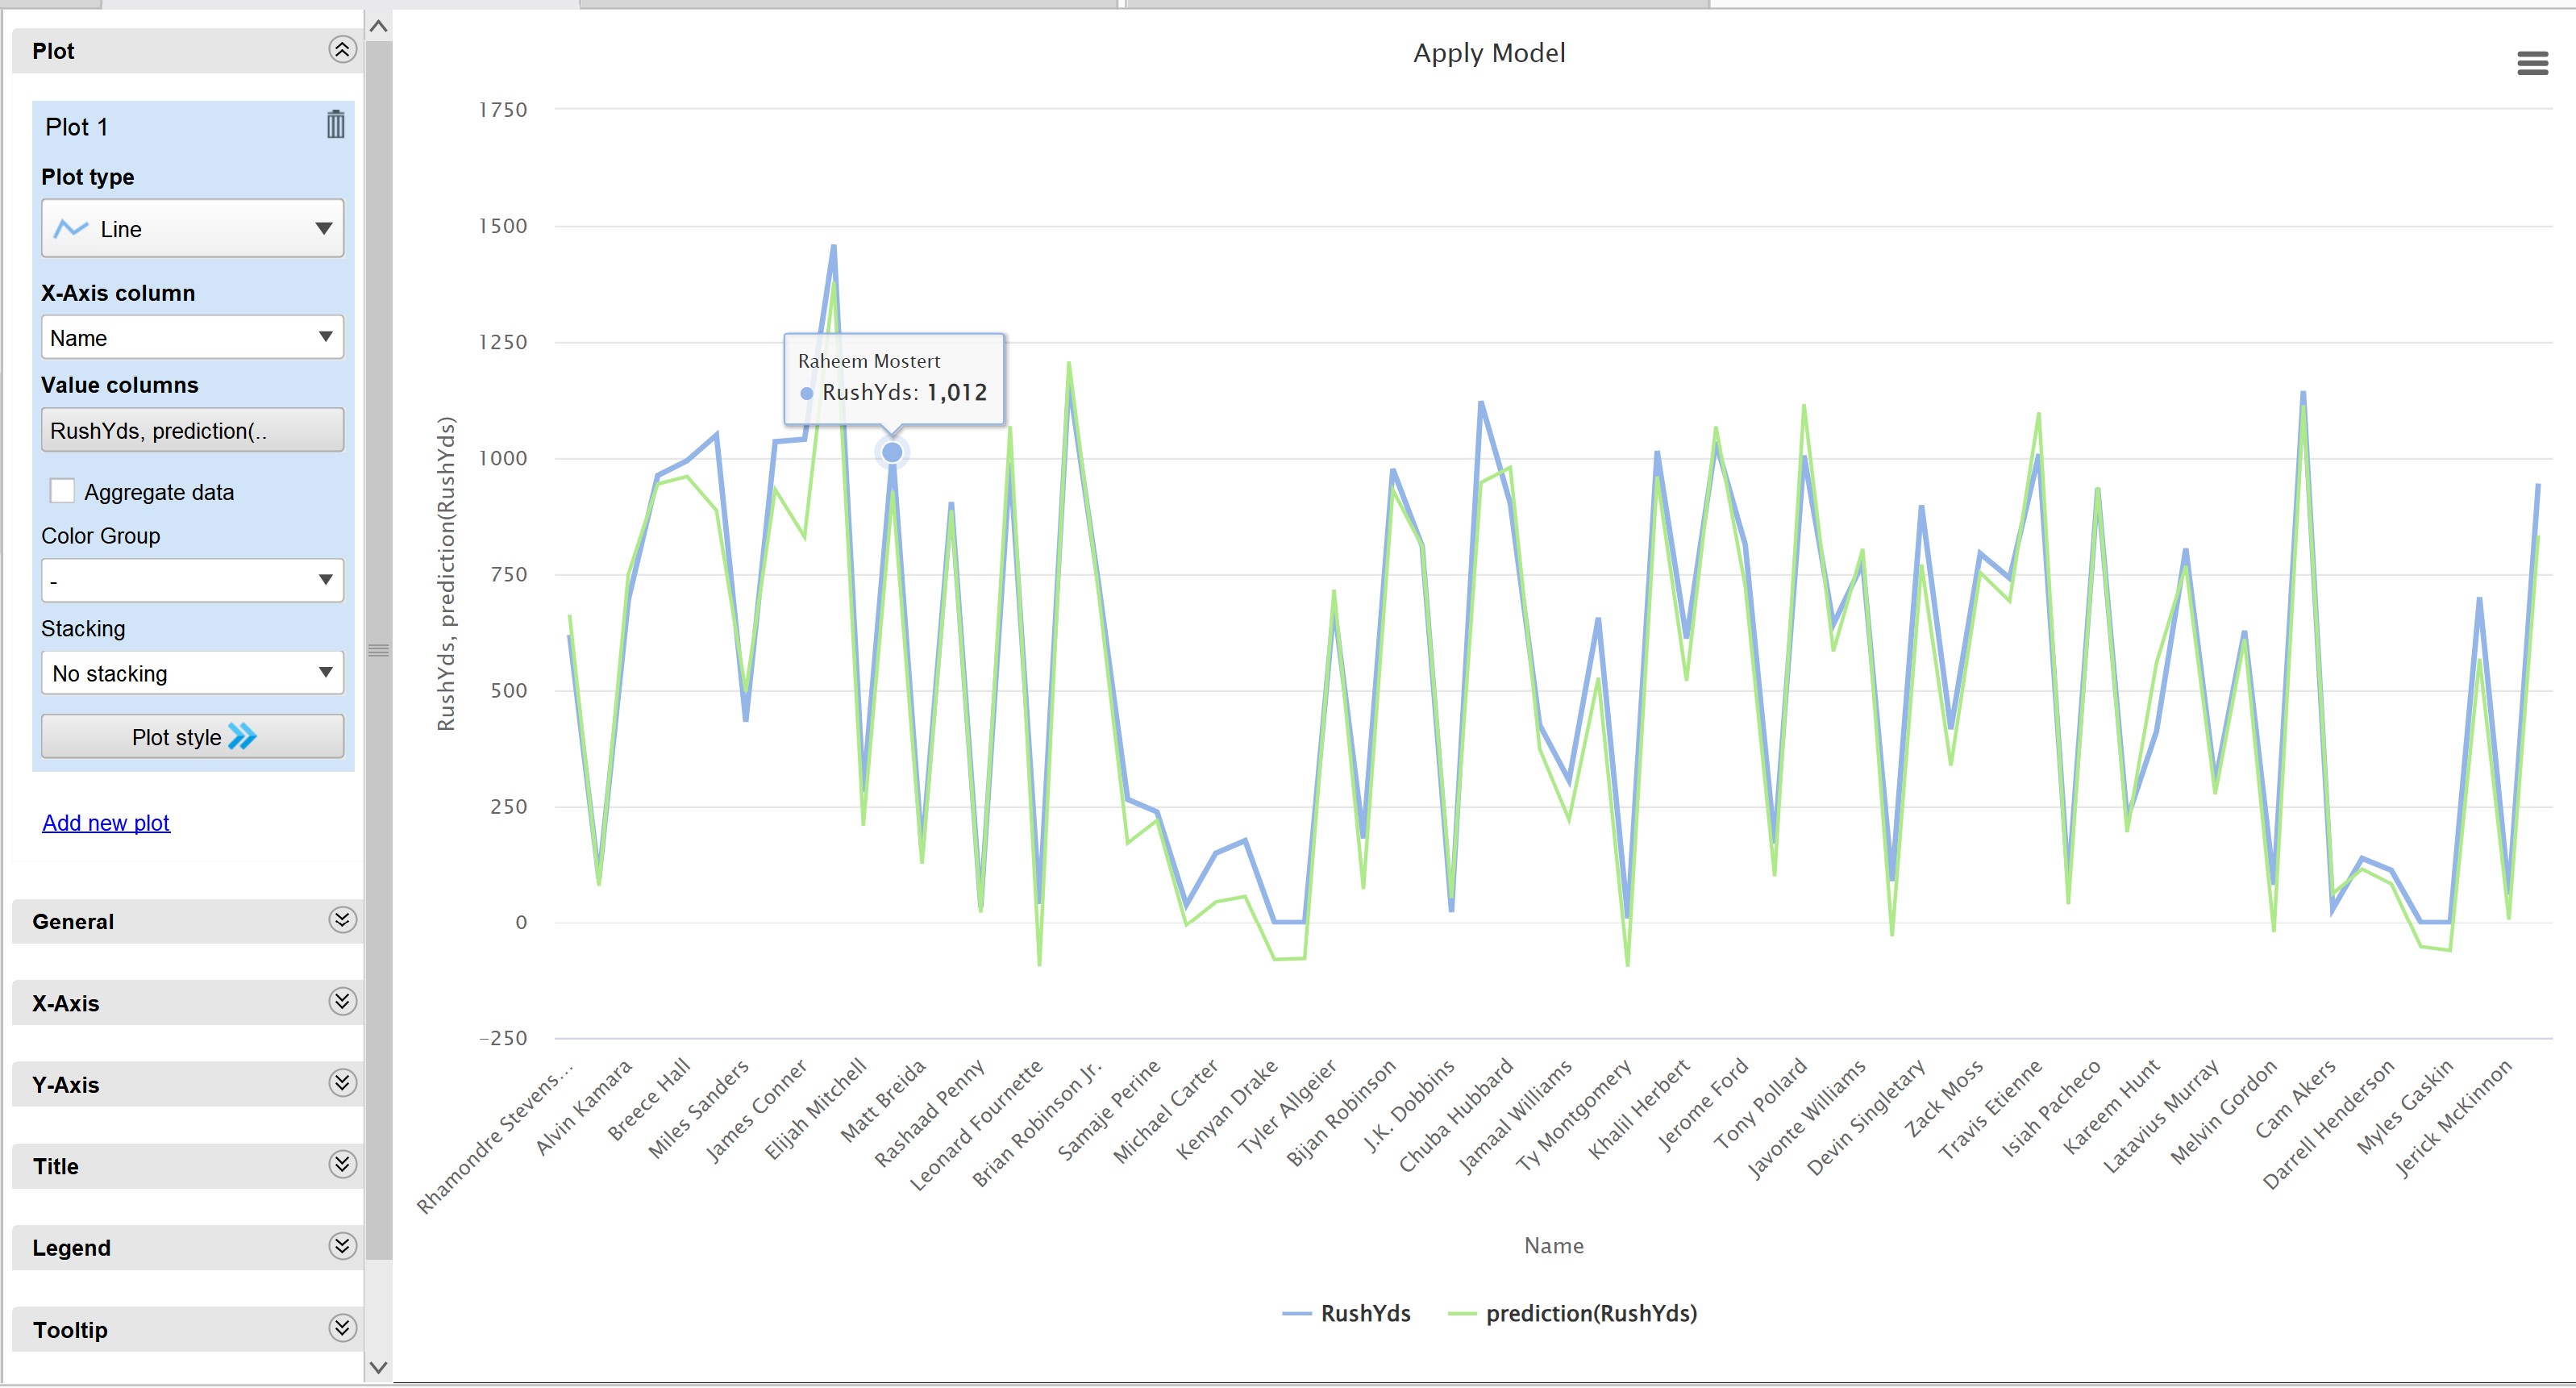 Plot
Plot 1
Plot type
Line
X-Axis column
Name
Value columns
RushYds, prediction(..
Aggregate data
Color Group
-
Stacking
No stacking
Plot style
Add new plot
General
X-Axis
Y-Axis
Title
Legend
Tooltip
Apply Model
1750
1500
1250
1000
750
500
250
0
-250
RushYds, prediction(RushYds)
Raheem Mostert
RushYds: 1,012
Rhamondre Stevens...
Alvin Kamara
Breece Hall
Miles Sanders
James Conner
Elijah Mitchell
Matt Breida
Rashaad Penny
Leonard Fournette
Brian Robinson Jr.
Samaje Perine
Michael Carter
Kenyan Drake
Tyler Allgeier
Bijan Robinson
J.K. Dobbins
Chuba Hubbard
Jamaal Williams
Ty Montgomery
Khalil Herbert
Jerome Ford
Tony Pollard
Javonte Williams
Devin Singletary
Zack Moss
Travis Etienne
Isiah Pacheco
Kareem Hunt
Latavius Murray
Melvin Gordon
Cam Akers
Darrell Henderson
Myles Gaskin
Jerick McKinnon
Name
RushYds
prediction(RushYds)